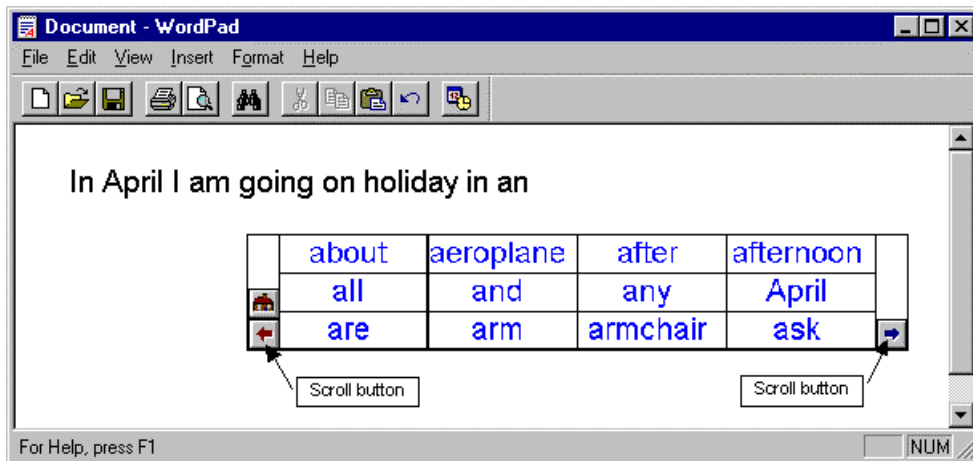 Document - WordPad
File Edit View Insert Format Help
In April I am going on holiday in an
about aeroplane after afternoon
all and any April
are arm armchair ask
Scroll button Scroll button
For Help, press F1 NUM